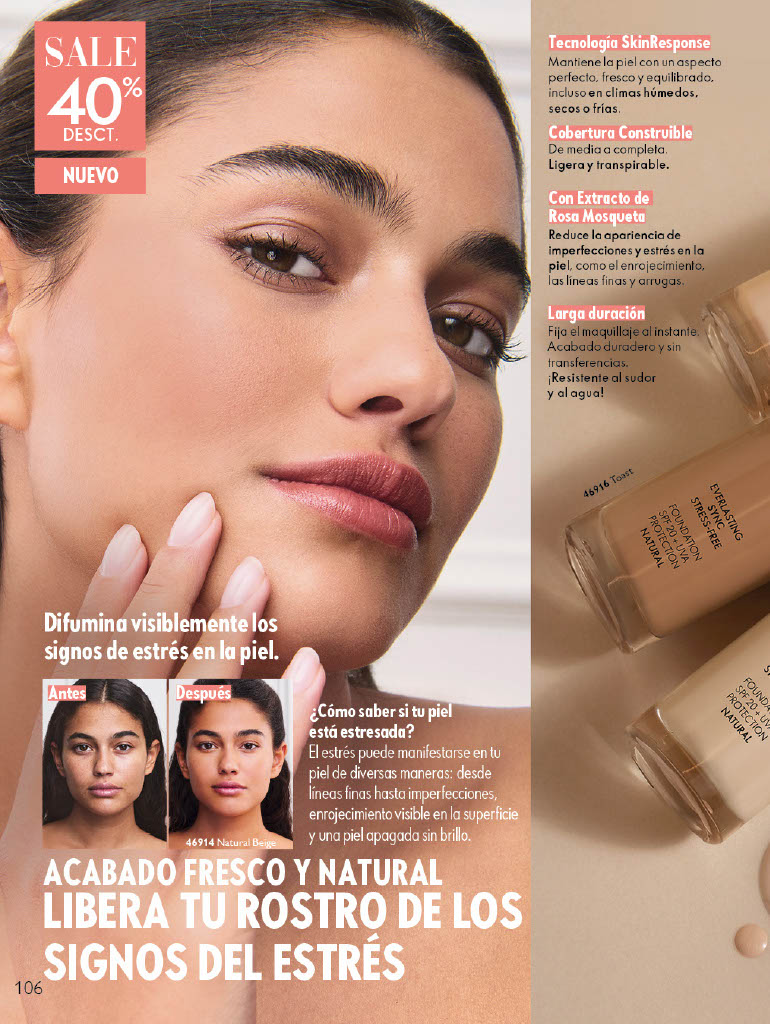 SALE
40%
DESCT.
NUEVO
Tecnología SkinResponse
Mantiene la piel con un aspecto
perfecto, fresco y equilibrado,
incluso en climas húmedos,
secos o frías.
Cobertura Construible
De media a completa.
Ligera y transpirable.
Con Extracto de
Rosa Mosqueta
Reduce la apariencia de
imperfecciones y estrés en la
piel, como el enrojecimiento,
las líneas finas y arrugas.
Larga duración
Fija el maquillaje al instante.
Acabado duradero y sin
transferencias.
¡Resistente al sudor
y al agua!
46916 Toast
EVERLASTING
SYNC
STRESS-FREE
FOUNDATION
SPF 20 + UVA
PROTECTION
NATURAL
FOUNDA
SPF 20 + UV
PROTECTION
NATURAL
Difumina visiblemente los
signos de estrés en la piel.
Antes
Después
46914 Natural Beige
¿Cómo saber si tu piel
está estresada?
El estrés puede manifestarse en tu
piel de diversas maneras: desde
líneas finas hasta imperfecciones,
enrojecimiento visible en la superficie
y una piel apagada sin brillo.
ACABADO FRESCO Y NATURAL
LIBERA TU ROSTRO DE LOS
SIGNOS DEL ESTRÉS
106